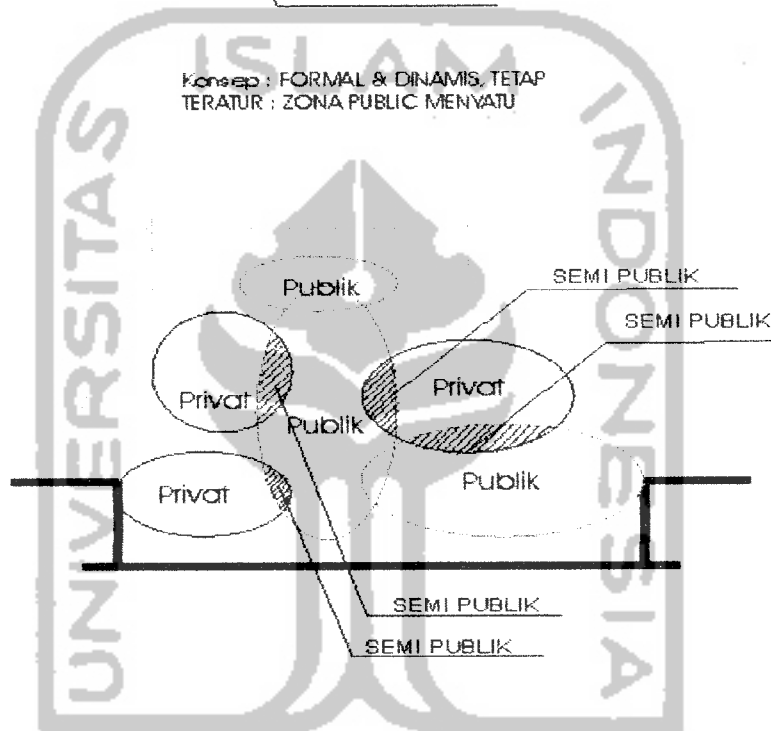 Konsep : FORMAL & DINAMIS, TETAP
TERATUR : ZONA PUBLIC MENYATU
UNIVERSITAS
ISLAM
INDONESIA
Publik
SEMI PUBLIK
SEMI PUBLIK
Privat
Privat
Publik
Privat
Publik
SEMI PUBLIK
SEMI PUBLIK